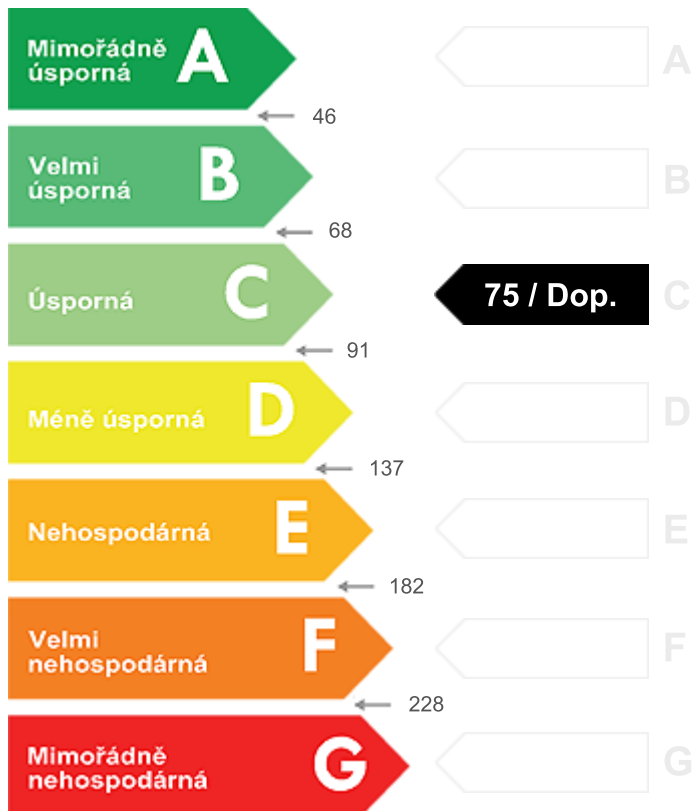 Mimořádně
úsporná
A
A
46
Velmi
úsporná
B
B
68
Úsporná
C
75 / Dop.
C
91
Méně úsporná
D
D
137
Nehospodárná
E
E
182
Velmi
nehospodárná
F
F
228
Mimořádně
nehospodárná
G
G